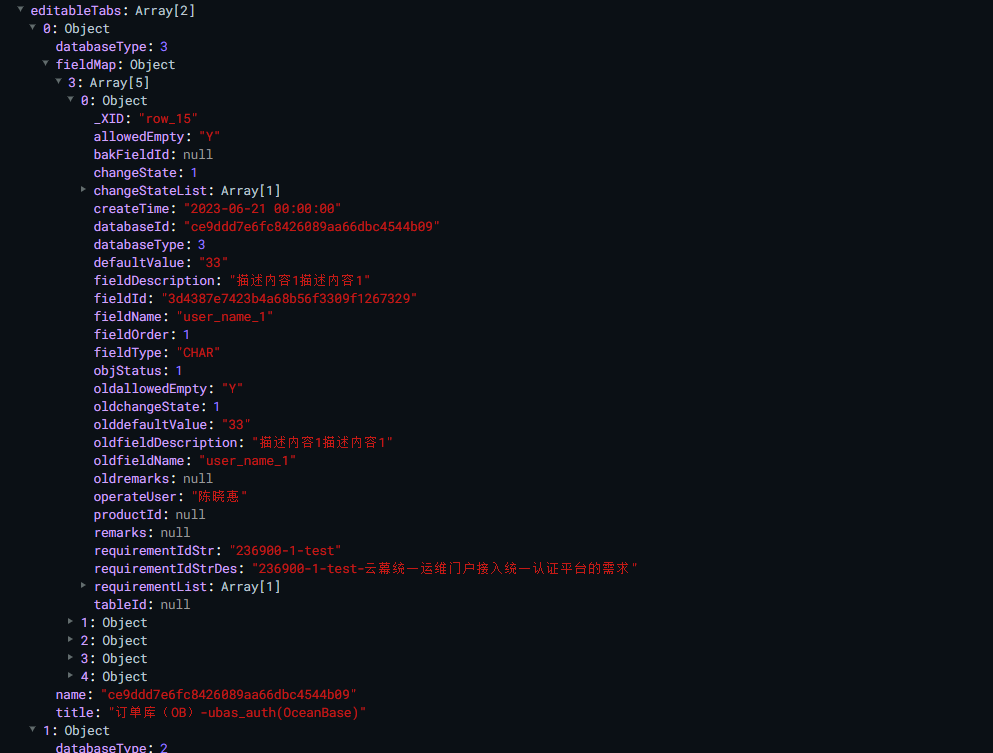 editableTabs: Array[2]
0: Object
databaseType: 3
fieldMap: Object
3: Array[5]
0: Object
_XID: "row_15"
allowedEmpty: "Y"
bakFieldId: null
changeState: 1
changeStateList: Array[1]
createTime: "2023-06-21 00:00:00"
databaseId: "ce9ddd7e6fc8426089aa66dbc4544b09"
databaseType: 3
defaultValue: "33"
fieldDescription: "描述内容1描述内容1"
fieldId: "3d4387e7423b4a68b56f3309f1267329"
fieldName: "user_name_1"
fieldOrder: 1
fieldType: "CHAR"
objStatus: 1
oldallowedEmpty: "Y"
oldchangeState: 1
olddefaultValue: "33"
oldfieldDescription: "描述内容1描述内容1"
oldfieldName: "user_name_1"
oldremarks: null
operateUser: "陈晓惠"
productId: null
remarks: null
requirementIdStr: "236900-1-test"
requirementIdStrDes: "236900-1-test-云幕统一运维门户接入统一认证平台的需求"
requirementList: Array[1]
tableId: null
1: Object
2: Object
3: Object
4: Object
name: "ce9ddd7e6fc8426089aa66dbc4544b09"
title: "订单库（OB）-ubas_auth(OceanBase)"
1: Object
databaseType: 2